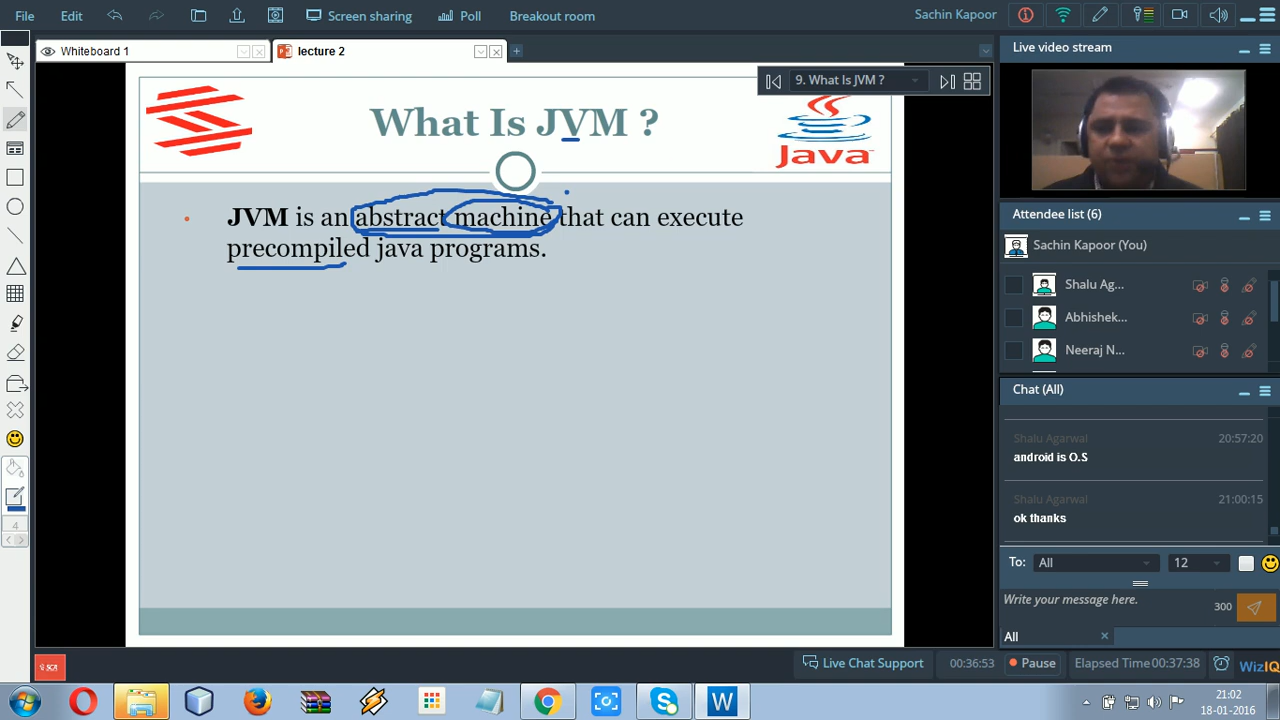 File Edit Screen sharing Poll Breakout room Sachin Kapoor
Whiteboard 1 lecture 2
9. What Is JVM ?
What Is JVM ?
Java
JVM is an abstract machine that can execute
precompiled java programs.
Live video stream
Attendee list (6)
Sachin Kapoor (You)
Shalu Ag...
Abhishek...
Neeraj N...
Chat (All)
Shalu Agarwal 20:57:20
android is O.S
Shalu Agarwal 21:00:15
ok thanks
To: All 12
Write your message here. 300
All
4
SCA
Live Chat Support 00:36:53 Pause Elapsed Time 00:37:38 WizIQ
21:02
18-01-2016